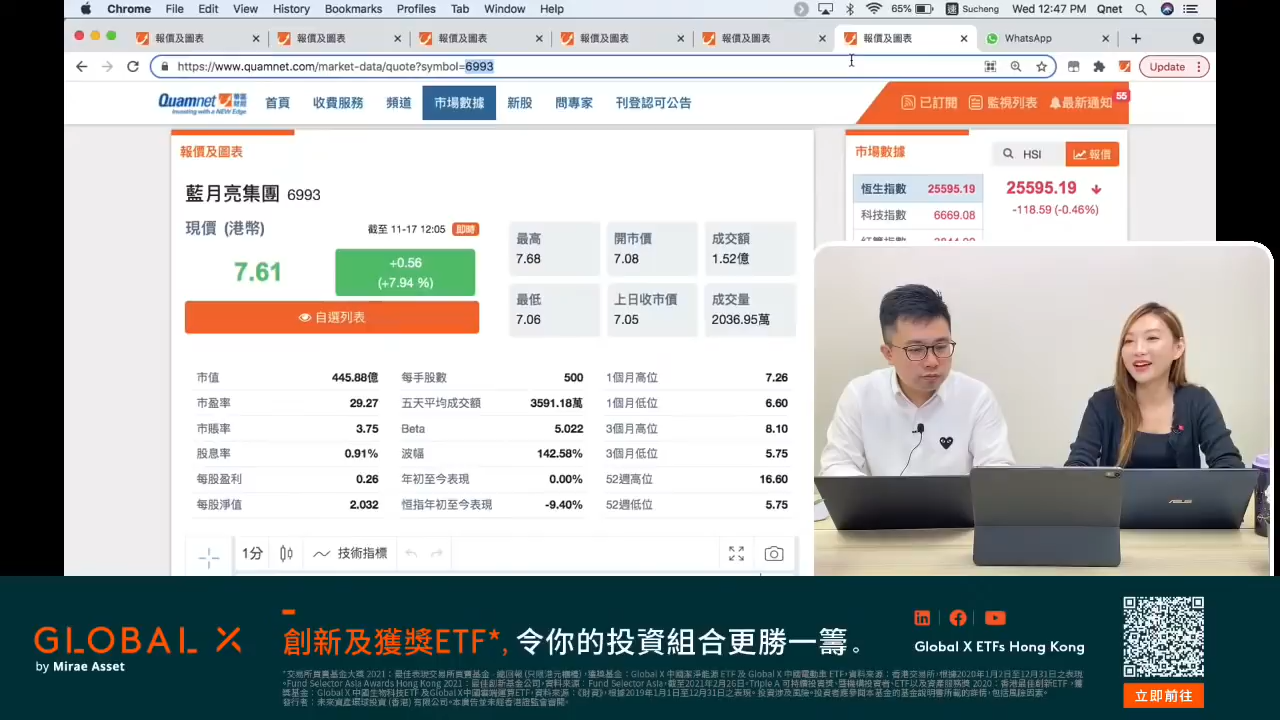 Chrome File Edit View History Bookmarks Profiles Tab Window Help 65% 速 Sucheng Wed 12:47 PM Qnet
報價及圖表 報價及圖表 報價及圖表 報價及圖表 報價及圖表 報價及圖表 WhatsApp
https://www.quamnet.com/market-data/quote?symbol=6993 Update
Quamnet 華富財經 首頁 收費服務 頻道 市場數據 新股 問專家 刊登認可公告 已訂閱 監視列表 最新通知 55
Investing with a NEW Edge
報價及圖表
藍月亮集團 6993
現價 (港幣) 截至 11-17 12:05 即時
7.61
+0.56
(+7.94 %)
自選列表
最高 開市價 成交額
7.68 7.08 1.52億
最低 上日收市價 成交量
7.06 7.05 2036.95萬
市值 445.88億 每手股數 500 1個月高位 7.26
市盈率 29.27 五天平均成交額 3591.18萬 1個月低位 6.60
市賬率 3.75 Beta 5.022 3個月高位 8.10
股息率 0.91% 波幅 142.58% 3個月低位 5.75
每股盈利 0.26 年初至今表現 0.00% 52週高位 16.60
每股淨值 2.032 恒指年初至今表現 -9.40% 52週低位 5.75
1分 技術指標
市場數據 HSI 報價
恆生指數 25595.19
科技指數 6669.08
25595.19
-118.59 (-0.46%)
ASUS
GLOBAL X
by Mirae Asset
創新及獲獎ETF*, 令你的投資組合更勝一籌。
Global X ETFs Hong Kong
立即前往